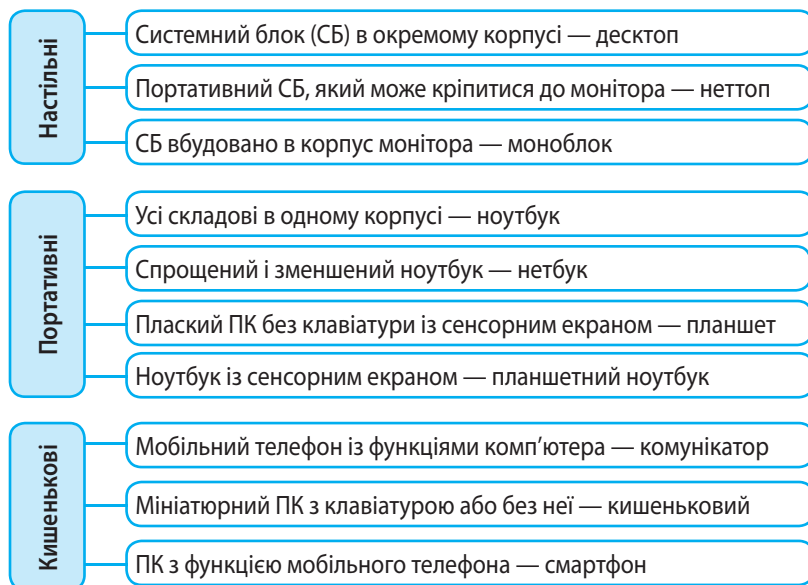 Настільні
Системний блок (СБ) в окремому корпусі — десктоп
Портативний СБ, який може кріпитися до монітора — неттоп
СБ вбудовано в корпус монітора — моноблок
Портативні
Усі складові в одному корпусі — ноутбук
Спрощений і зменшений ноутбук — нетбук
Плаский ПК без клавіатури із сенсорним екраном — планшет
Ноутбук із сенсорним екраном — планшетний ноутбук
Кишенькові
Мобільний телефон із функціями комп’ютера — комунікатор
Мініатюрний ПК з клавіатурою або без неї — кишеньковий
ПК з функцією мобільного телефона — смартфон